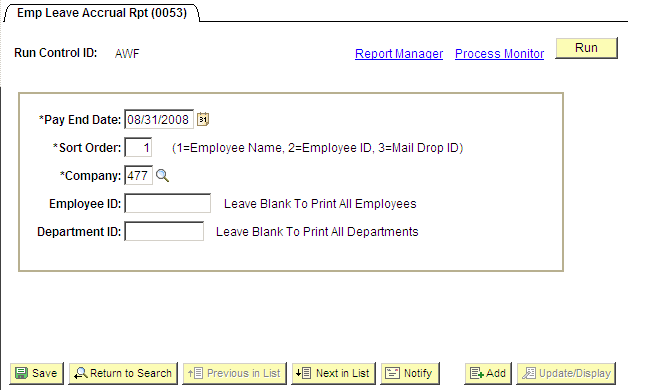 Emp Leave Accrual Rpt (0053)
Run Control ID: AWF Report Manager Process Monitor Run
*Pay End Date: 08/31/2008 31
*Sort Order: 1 (1=Employee Name, 2=Employee ID, 3=Mail Drop ID)
*Company: 477
Employee ID: Leave Blank To Print All Employees
Department ID: Leave Blank To Print All Departments
Save Return to Search Previous in List Next in List Notify Add Update/Display